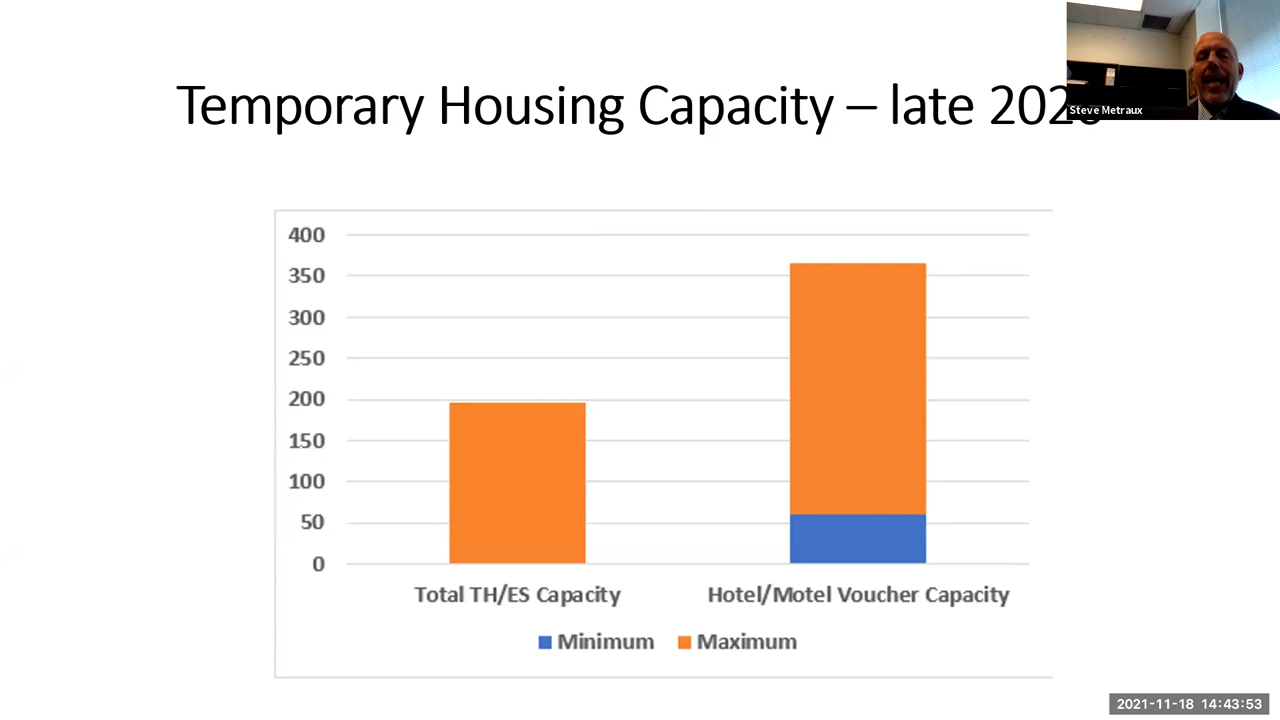 Temporary Housing Capacity – late 2020
Steve Metraux
400
350
300
250
200
150
100
50
0
Total TH/ES Capacity
Hotel/Motel Voucher Capacity
Minimum
Maximum
2021-11-18 14:43:53